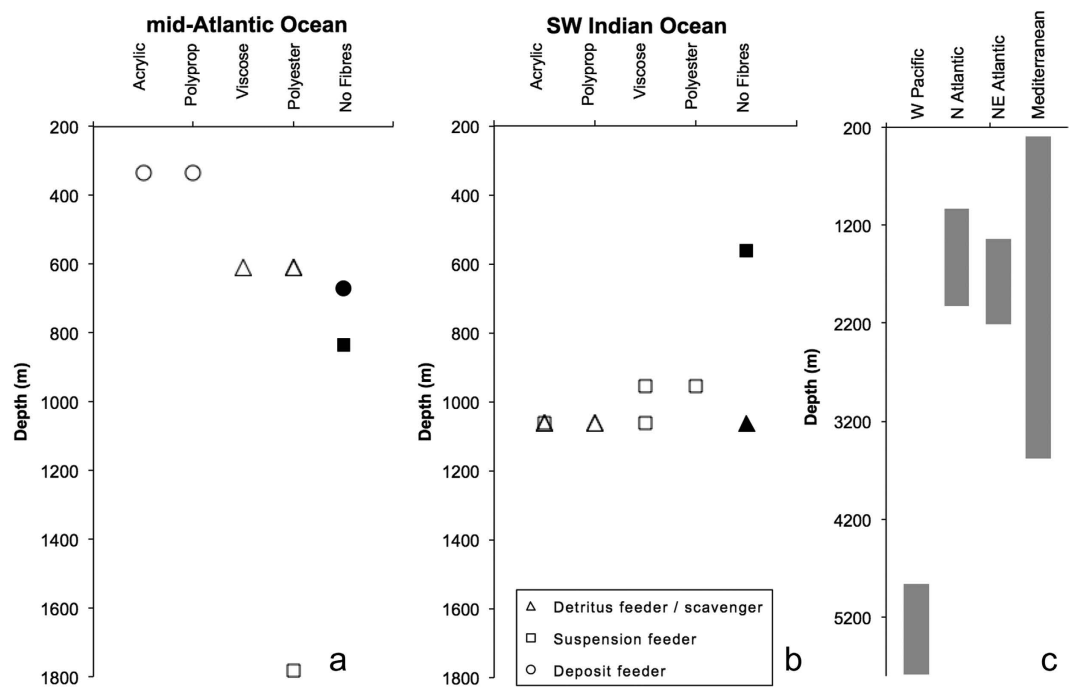 mid-Atlantic Ocean
Acrylic
Polyprop
Viscose
Polyester
No Fibres
200
400
600
800
1000
1200
1400
1600
1800
Depth (m)
a
SW Indian Ocean
Acrylic
Polyprop
Viscose
Polyester
No Fibres
200
400
600
800
1000
1200
1400
1600
1800
Depth (m)
Detritus feeder / scavenger
Suspension feeder
Deposit feeder
b
W Pacific
N Atlantic
NE Atlantic
Mediterranean
200
1200
2200
3200
4200
5200
Depth (m)
c